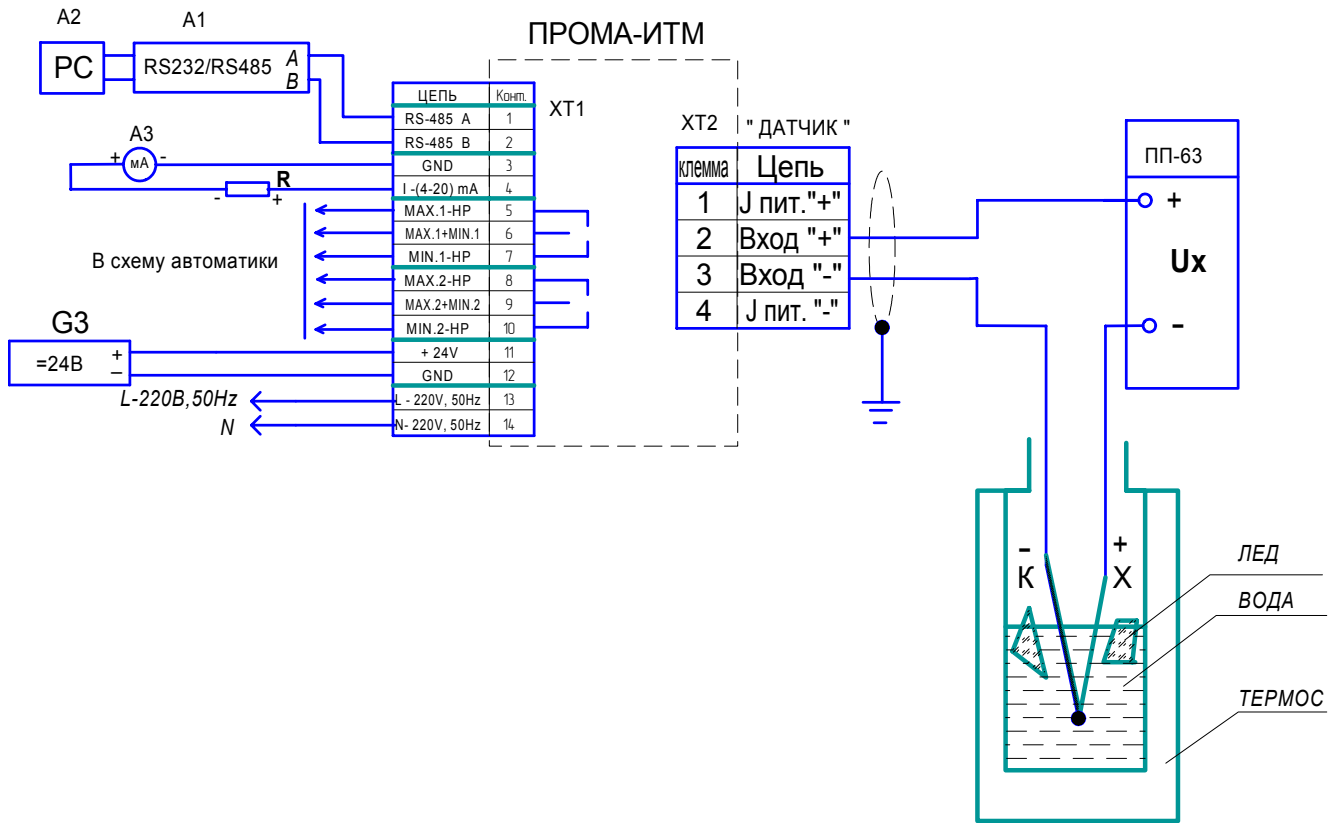 ПРОМА-ИТМ
A2
A1
PC
RS232/RS485
A
B
A3
+ мА -
R
- +
В схему автоматики
G3
=24В
+
–
L-220В,50Hz
N
XT1
ЦЕПЬ Конт.
RS-485 A 1
RS-485 B 2
GND 3
I -(4-20) mA 4
MAX.1-HP 5
MAX.1+MIN.1 6
MIN.1-HP 7
MAX.2-HP 8
MAX.2+MIN.2 9
MIN.2-HP 10
+ 24V 11
GND 12
L - 220V, 50Hz 13
N- 220V, 50Hz 14
XT2 " ДАТЧИК "
клемма Цепь
1 J пит."+"
2 Вход "+"
3 Вход "-"
4 J пит. "-"
ПП-63
+
Ux
-
- +
К Х
ЛЕД
ВОДА
ТЕРМОС